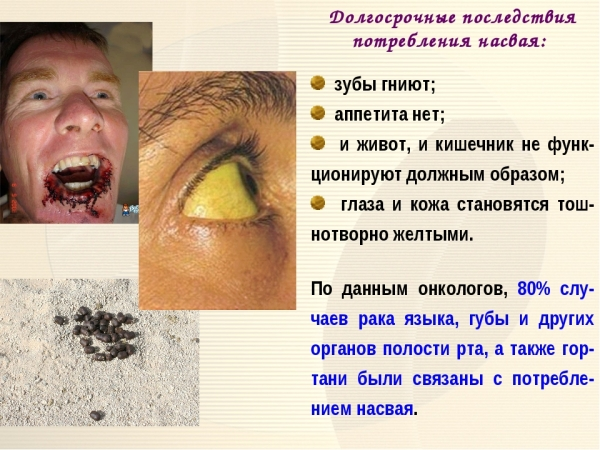 Долгосрочные последствия
потребления насвая:
зубы гниют;
аппетита нет;
и живот, и кишечник не функ-
ционируют должным образом;
глаза и кожа становятся тош-
нотворно желтыми.
По данным онкологов, 80% слу-
чаев рака языка, губы и других
органов полости рта, а также гор-
тани были связаны с потребле-
нием насвая.